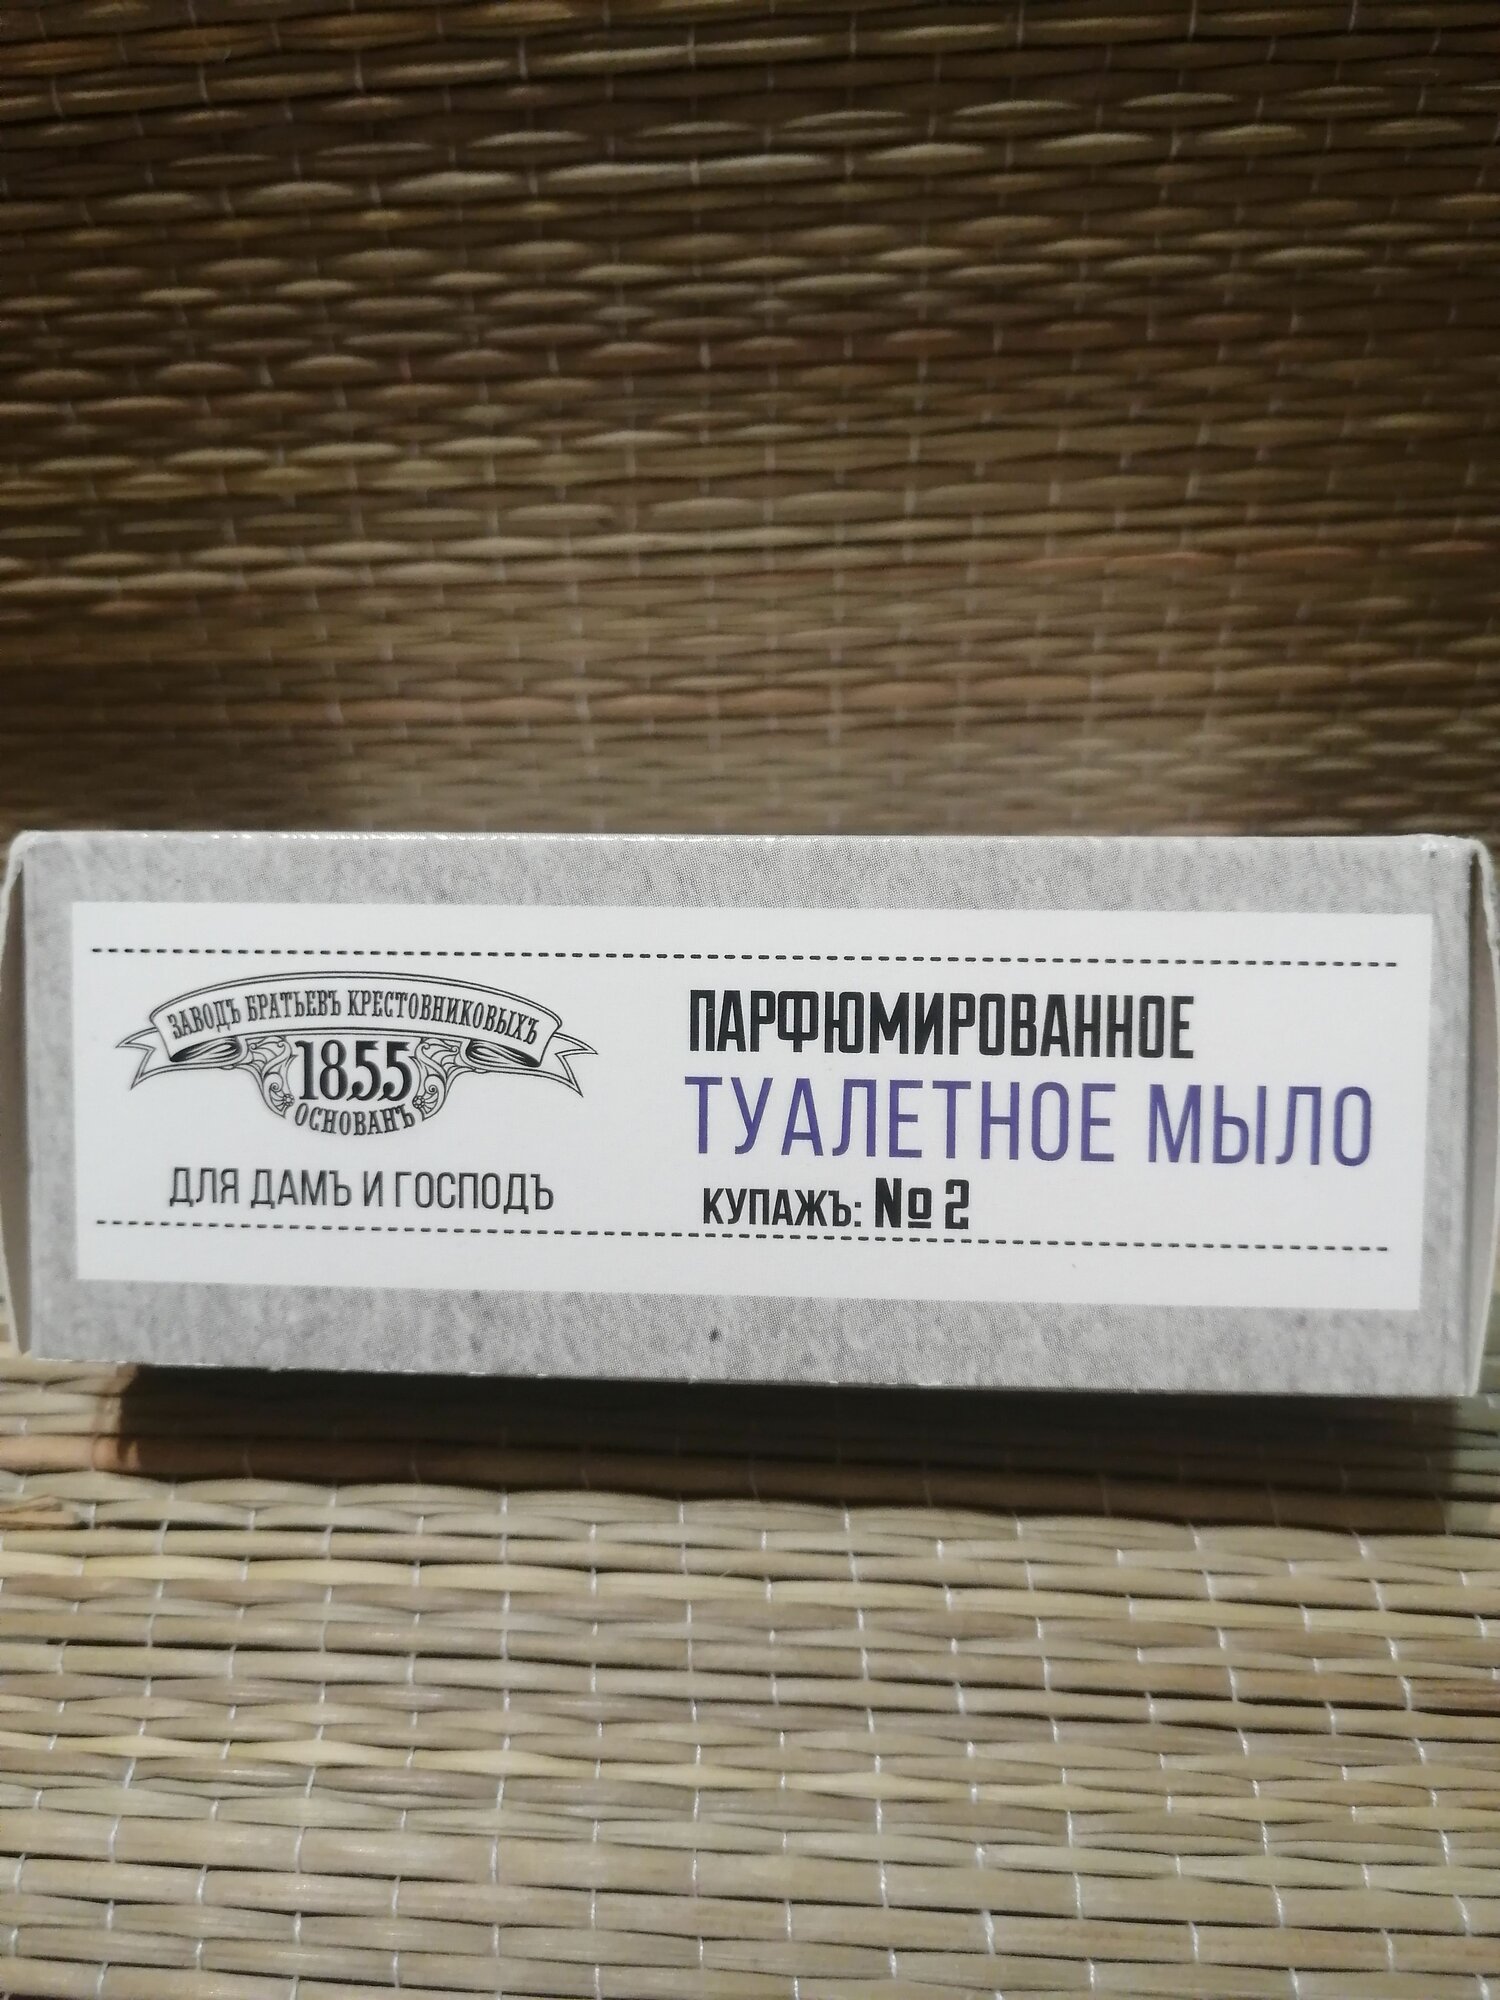 ЗАВОДЪ БРАТЬЕВЪ КРЕСТОВНИКОВЫХЪ
1855
ОСНОВАНЪ
ДЛЯ ДАМЪ И ГОСПОДЪ
ПАРФЮМИРОВАННОЕ
ТУАЛЕТНОЕ МЫЛО
КУПАЖЪ: № 2